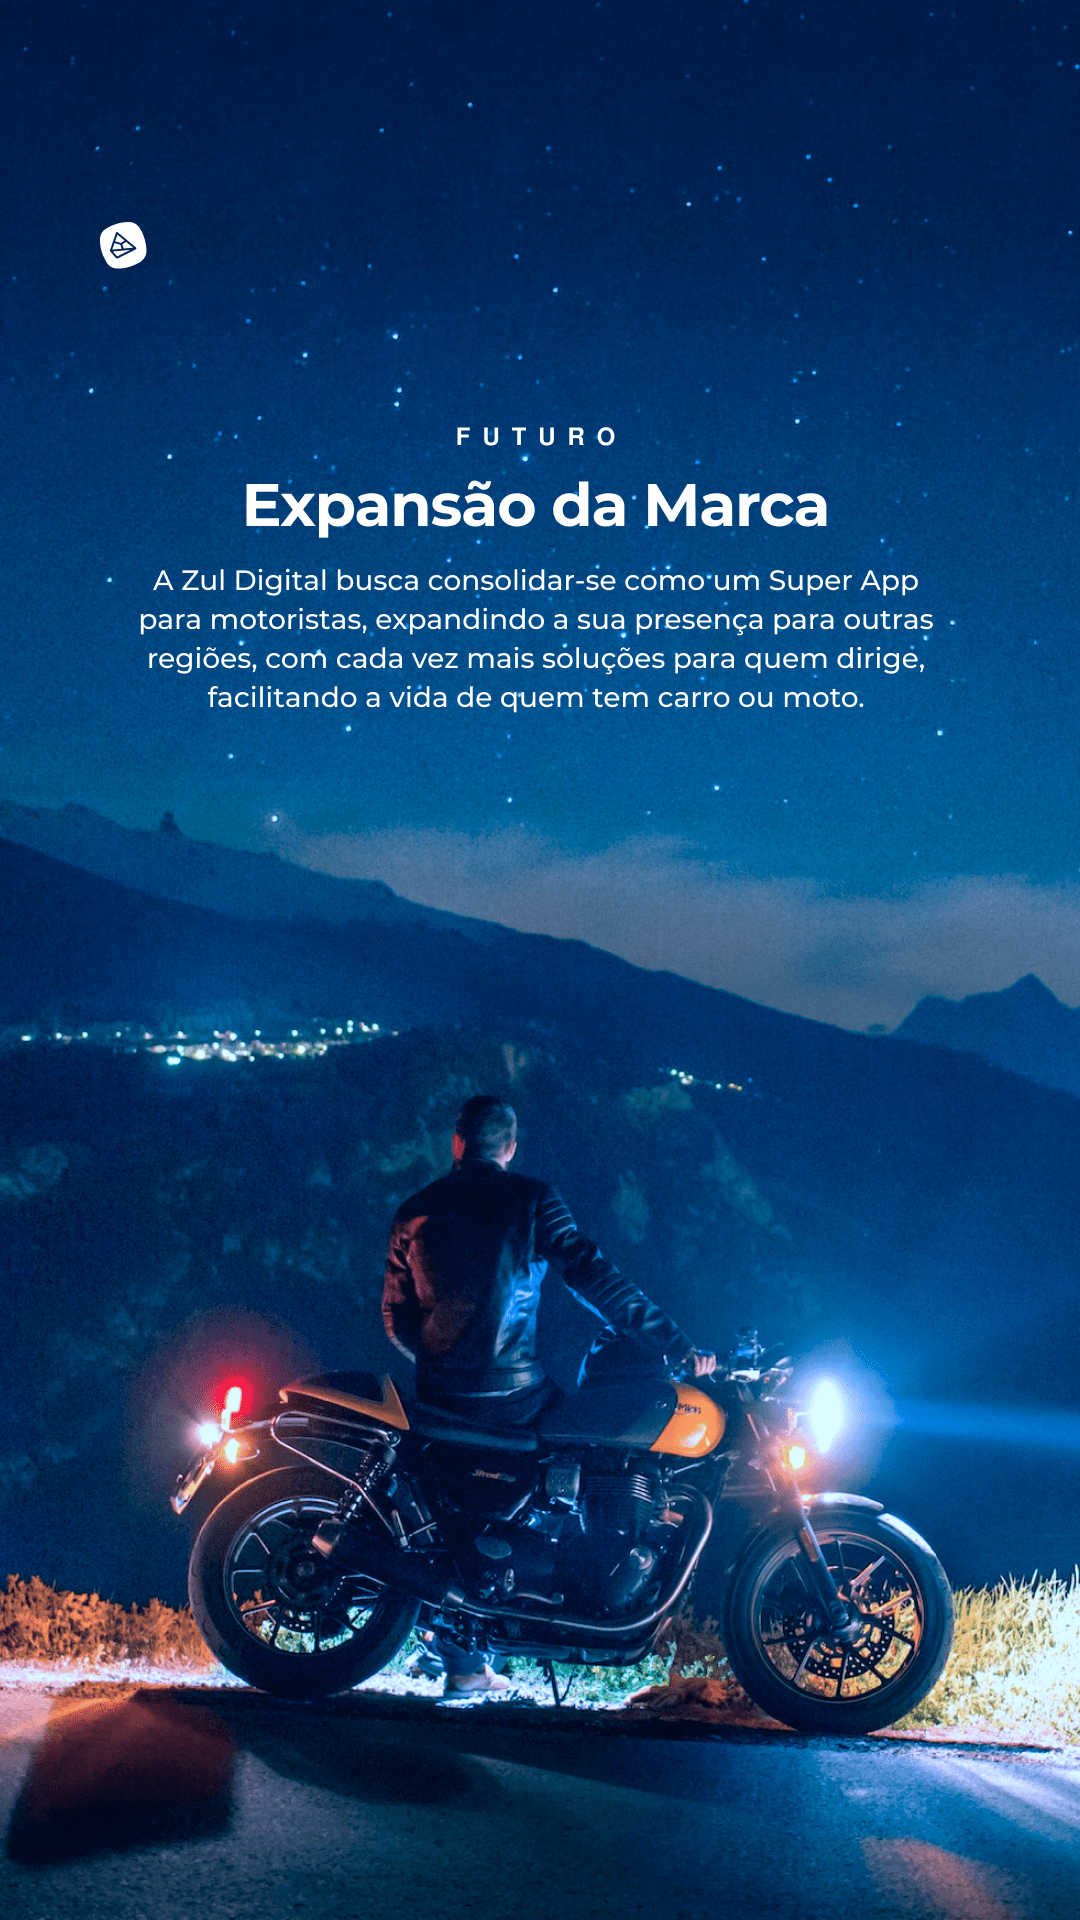 FUTURO
Expansão da Marca
A Zul Digital busca consolidar-se como um Super App
para motoristas, expandindo a sua presença para outras
regiões, com cada vez mais soluções para quem dirige,
facilitando a vida de quem tem carro ou moto.